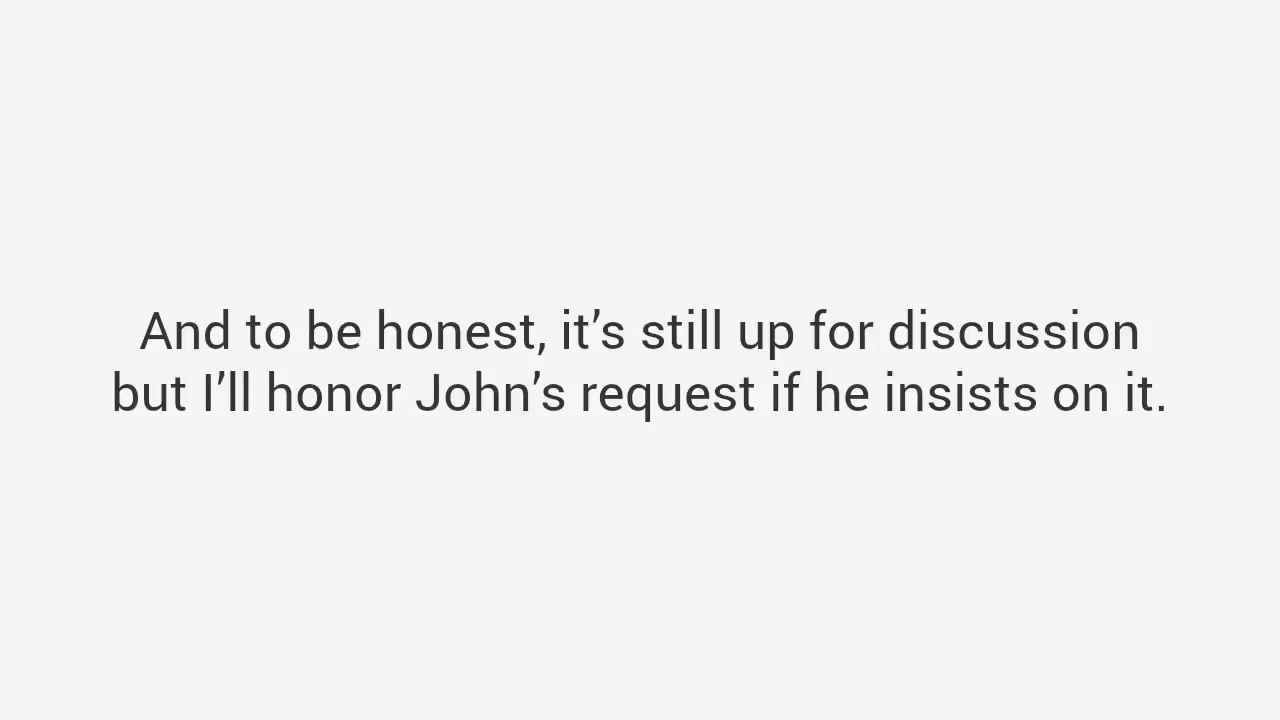 And to be honest, it’s still up for discussion
but I’ll honor John’s request if he insists on it.